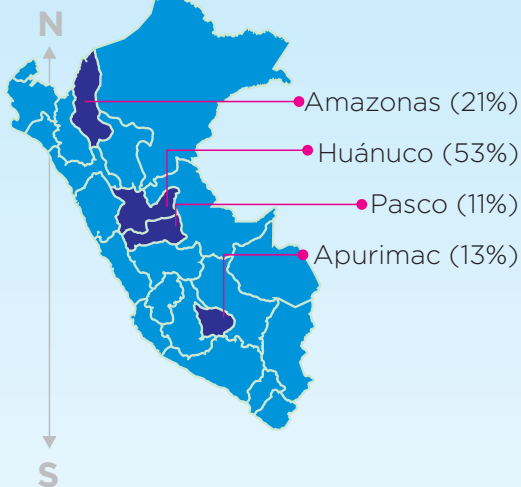 N
Amazonas (21%)
Huánuco (53%)
Pasco (11%)
Apurimac (13%)
S